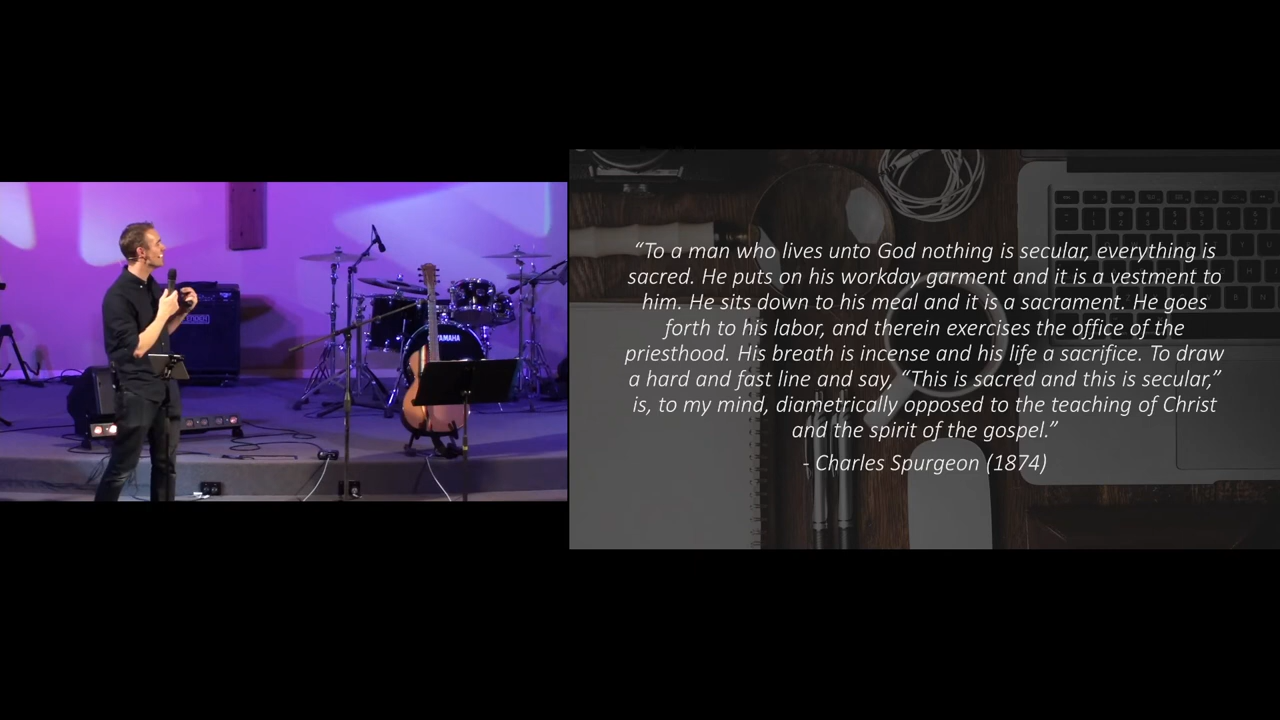 “To a man who lives unto God nothing is secular, everything is
sacred. He puts on his workday garment and it is a vestment to
him. He sits down to his meal and it is a sacrament. He goes
forth to his labor, and therein exercises the office of the
priesthood. His breath is incense and his life a sacrifice. To draw
a hard and fast line and say, “This is sacred and this is secular,”
is, to my mind, diametrically opposed to the teaching of Christ
and the spirit of the gospel.”
- Charles Spurgeon (1874)
YAMAHA